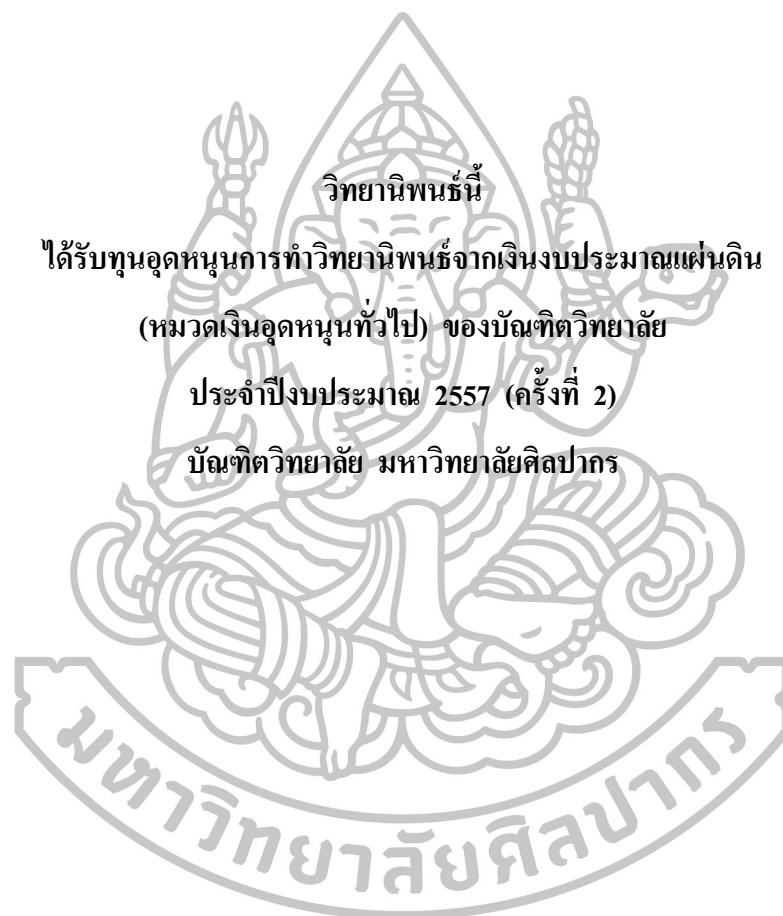 วิทยานิพนธ์นี้
ได้รับทุนอุดหนุนการทำวิทยานิพนธ์จากเงินงบประมาณแผ่นดิน
(หมวดเงินอุดหนุนทั่วไป) ของบัณฑิตวิทยาลัย
ประจำปีงบประมาณ 2557 (ครั้งที่ 2)
บัณฑิตวิทยาลัย มหาวิทยาลัยศิลปากร
มหาวิทยาลัยศิลปากร